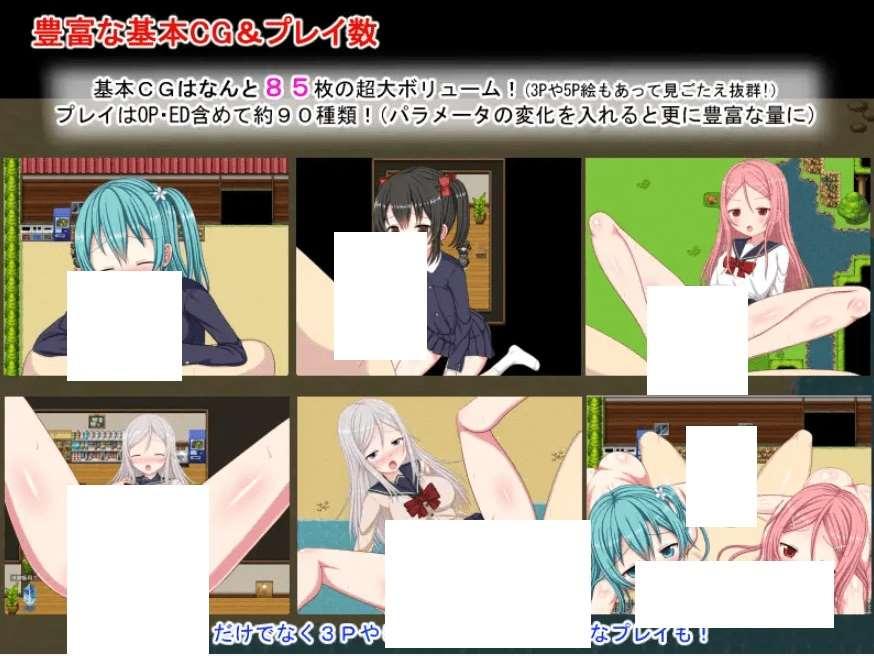 豊富な基本CG＆プレイ数
基本ＣＧはなんと８５枚の超大ボリューム！(3Pや5P絵もあって見ごたえ抜群!)
プレイはOP･ED含めて約９０種類！(パラメータの変化を入れると更に豊富な量に)
だけでなく３Ｐや
なプレイも！